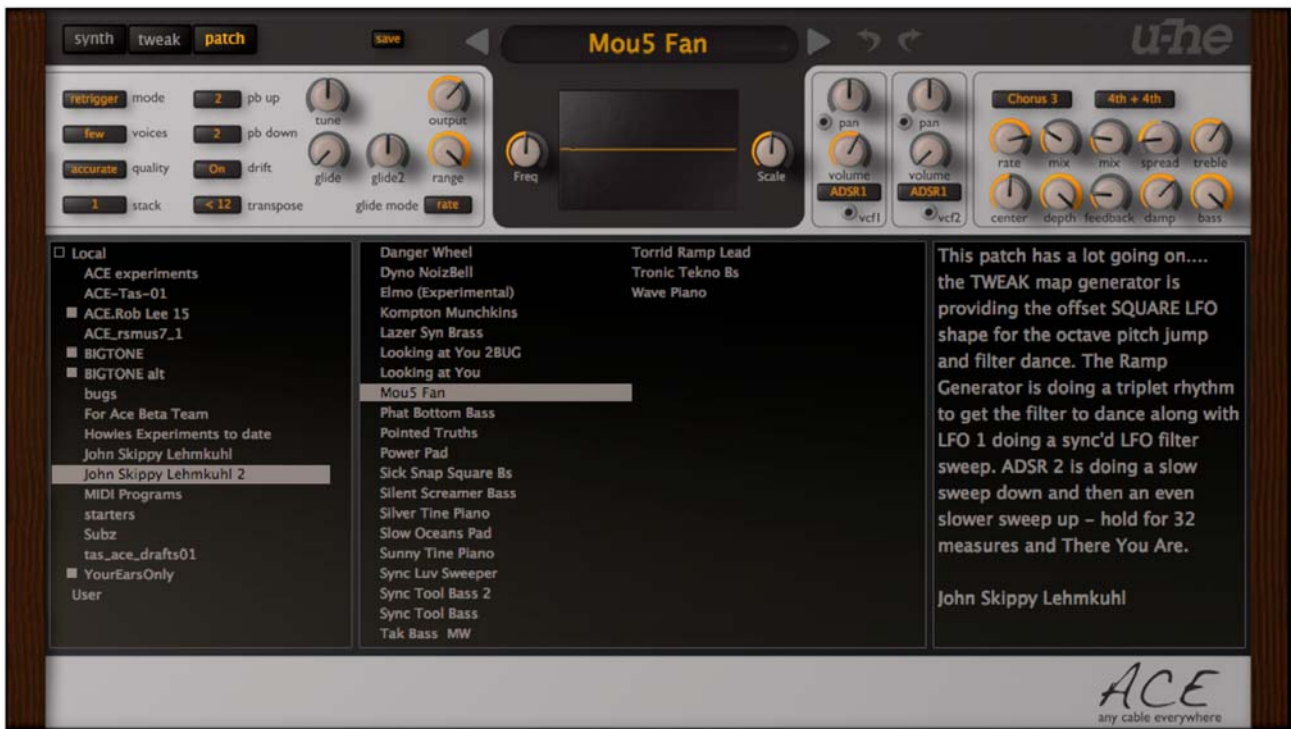 synth tweak patch save Mou5 Fan u-he
retrigger mode 2 pb up tune output
few voices 2 pb down
accurate quality On drift glide glide2 range
1 stack < 12 transpose glide mode rate
Freq Scale
pan pan
volume volume
ADSR1 ADSR1
vcf1 vcf2
Chorus 3 4th + 4th
rate mix mix spread treble
center depth feedback damp bass
Local
ACE experiments
ACE-Tas-01
ACE.Rob Lee 15
ACE_rsmus7_1
BIGTONE
BIGTONE alt
bugs
For Ace Beta Team
Howies Experiments to date
John Skippy Lehmkuhl
John Skippy Lehmkuhl 2
MIDI Programs
starters
Subz
tas_ace_drafts01
YourEarsOnly
User
Danger Wheel
Dyno NoizBell
Elmo (Experimental)
Kompton Munchkins
Lazer Syn Brass
Looking at You 2BUG
Looking at You
Mou5 Fan
Phat Bottom Bass
Pointed Truths
Power Pad
Sick Snap Square Bs
Silent Screamer Bass
Silver Tine Piano
Slow Oceans Pad
Sunny Tine Piano
Sync Luv Sweeper
Sync Tool Bass 2
Sync Tool Bass
Tak Bass MW
Torrid Ramp Lead
Tronic Tekno Bs
Wave Piano
This patch has a lot going on....
the TWEAK map generator is
providing the offset SQUARE LFO
shape for the octave pitch jump
and filter dance. The Ramp
Generator is doing a triplet rhythm
to get the filter to dance along with
LFO 1 doing a sync'd LFO filter
sweep. ADSR 2 is doing a slow
sweep down and then an even
slower sweep up - hold for 32
measures and There You Are.
John Skippy Lehmkuhl
ACE
any cable everywhere